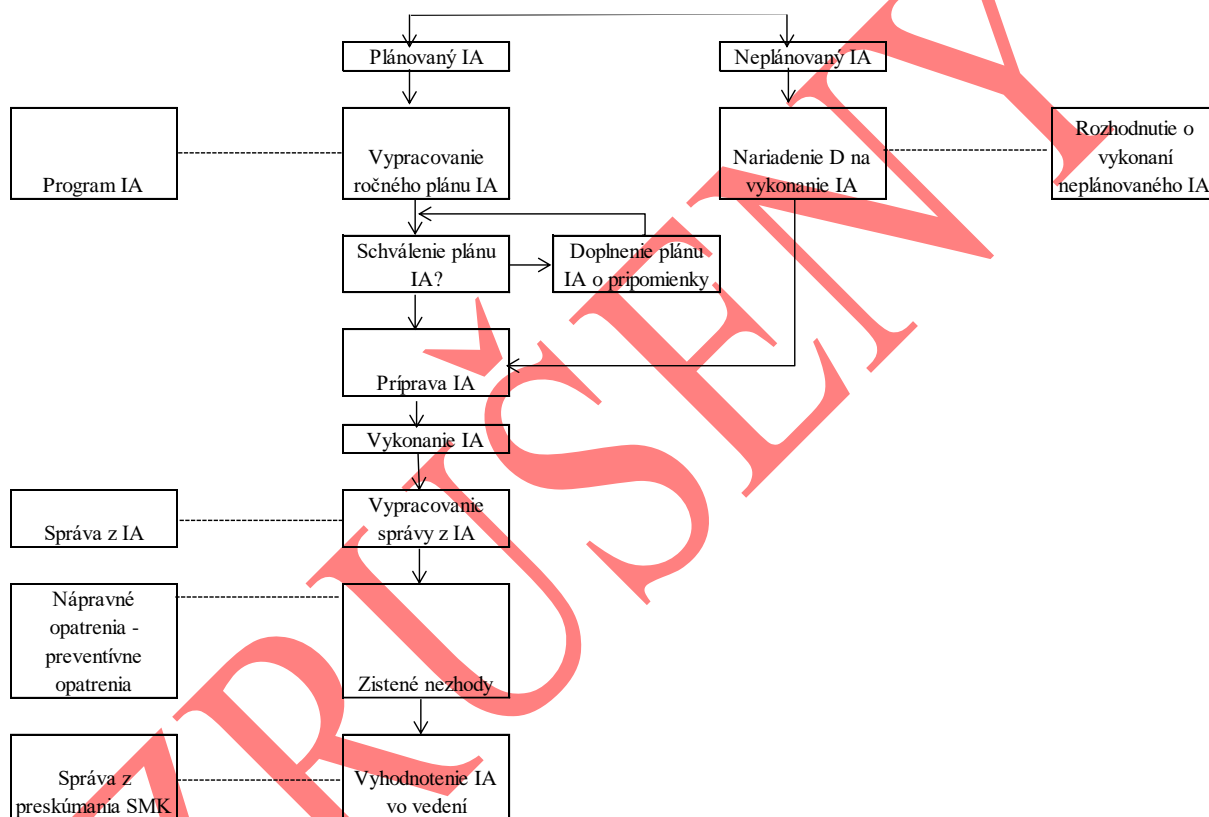 Plánovaný IA
Neplánovaný IA
Program IA
Vypracovanie
ročného plánu IA
Nariadenie D na
vykonanie IA
Rozhodnutie o
vykonaní
neplánovaného IA
Schválenie plánu
IA?
Doplnenie plánu
IA o pripomienky
Príprava IA
Vykonanie IA
Správa z IA
Vypracovanie
správy z IA
Nápravné
opatrenia -
preventívne
opatrenia
Zistené nezhody
Správa z
preskúmania SMK
Vyhodnotenie IA
vo vedení
ZRUŠENÝ